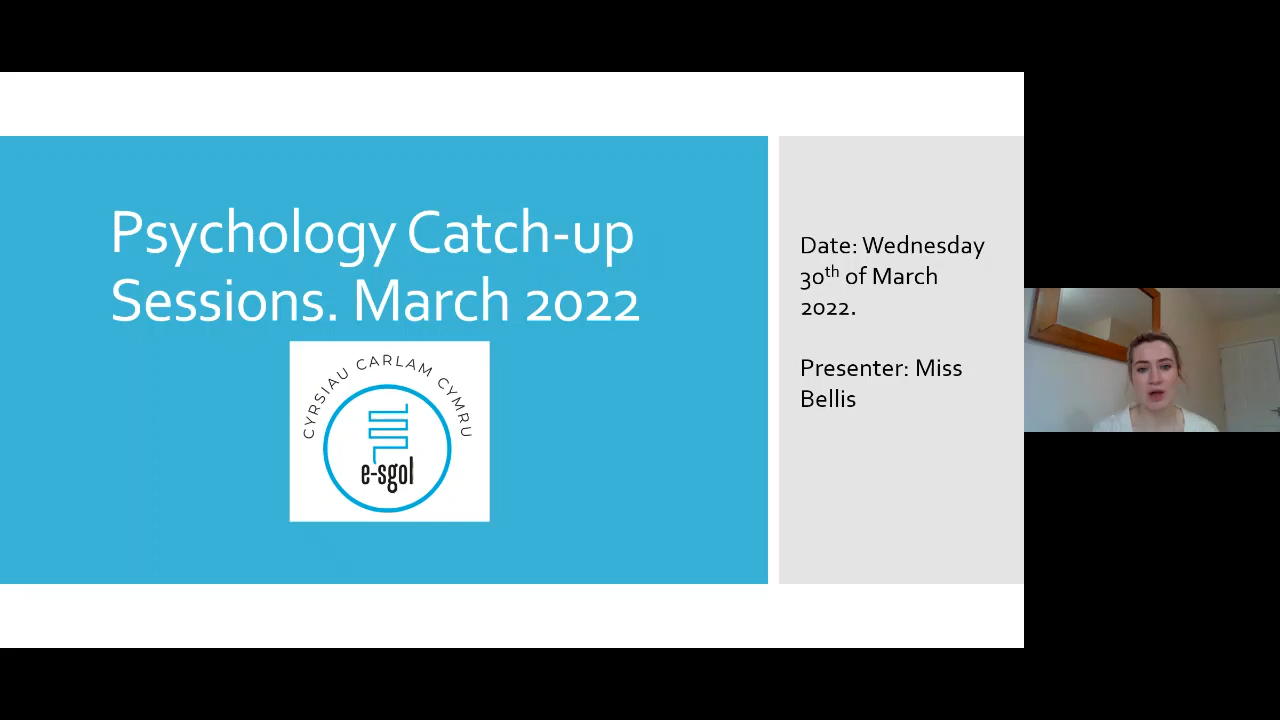 Psychology Catch-up
Sessions. March 2022
CYRSIAU CARLAM CYMRU
e-sgol
Date: Wednesday
30th of March
2022.
Presenter: Miss
Bellis